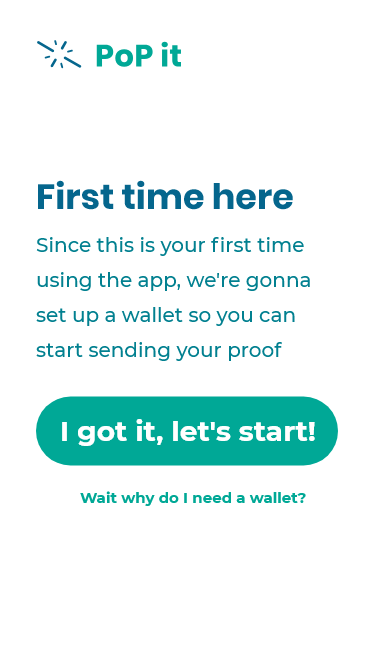 PoP it
First time here
Since this is your first time
using the app, we're gonna
set up a wallet so you can
start sending your proof
I got it, let's start!
Wait why do I need a wallet?